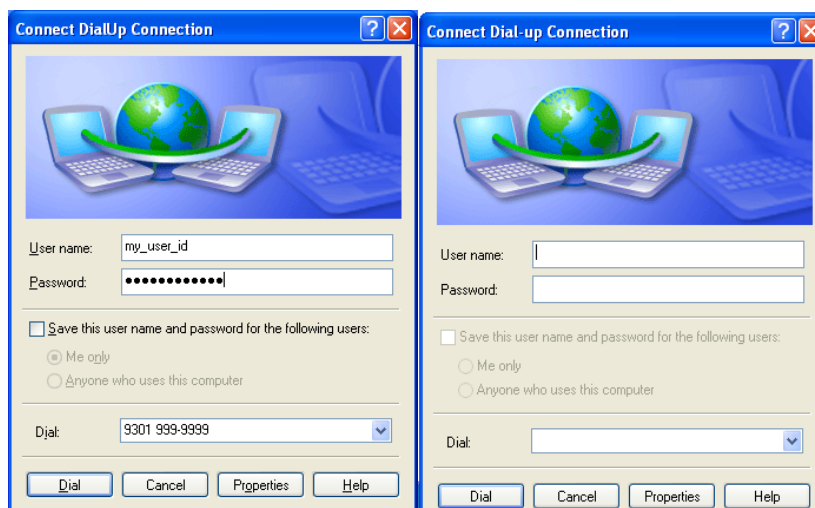 Connect DialUp Connection
User name: my_user_id
Password: ●●●●●●●●●●●●
Save this user name and password for the following users:
Me only
Anyone who uses this computer
Dial: 9301 999-9999
Dial Cancel Properties Help
Connect Dial-up Connection
User name:
Password:
Save this user name and password for the following users:
Me only
Anyone who uses this computer
Dial:
Dial Cancel Properties Help